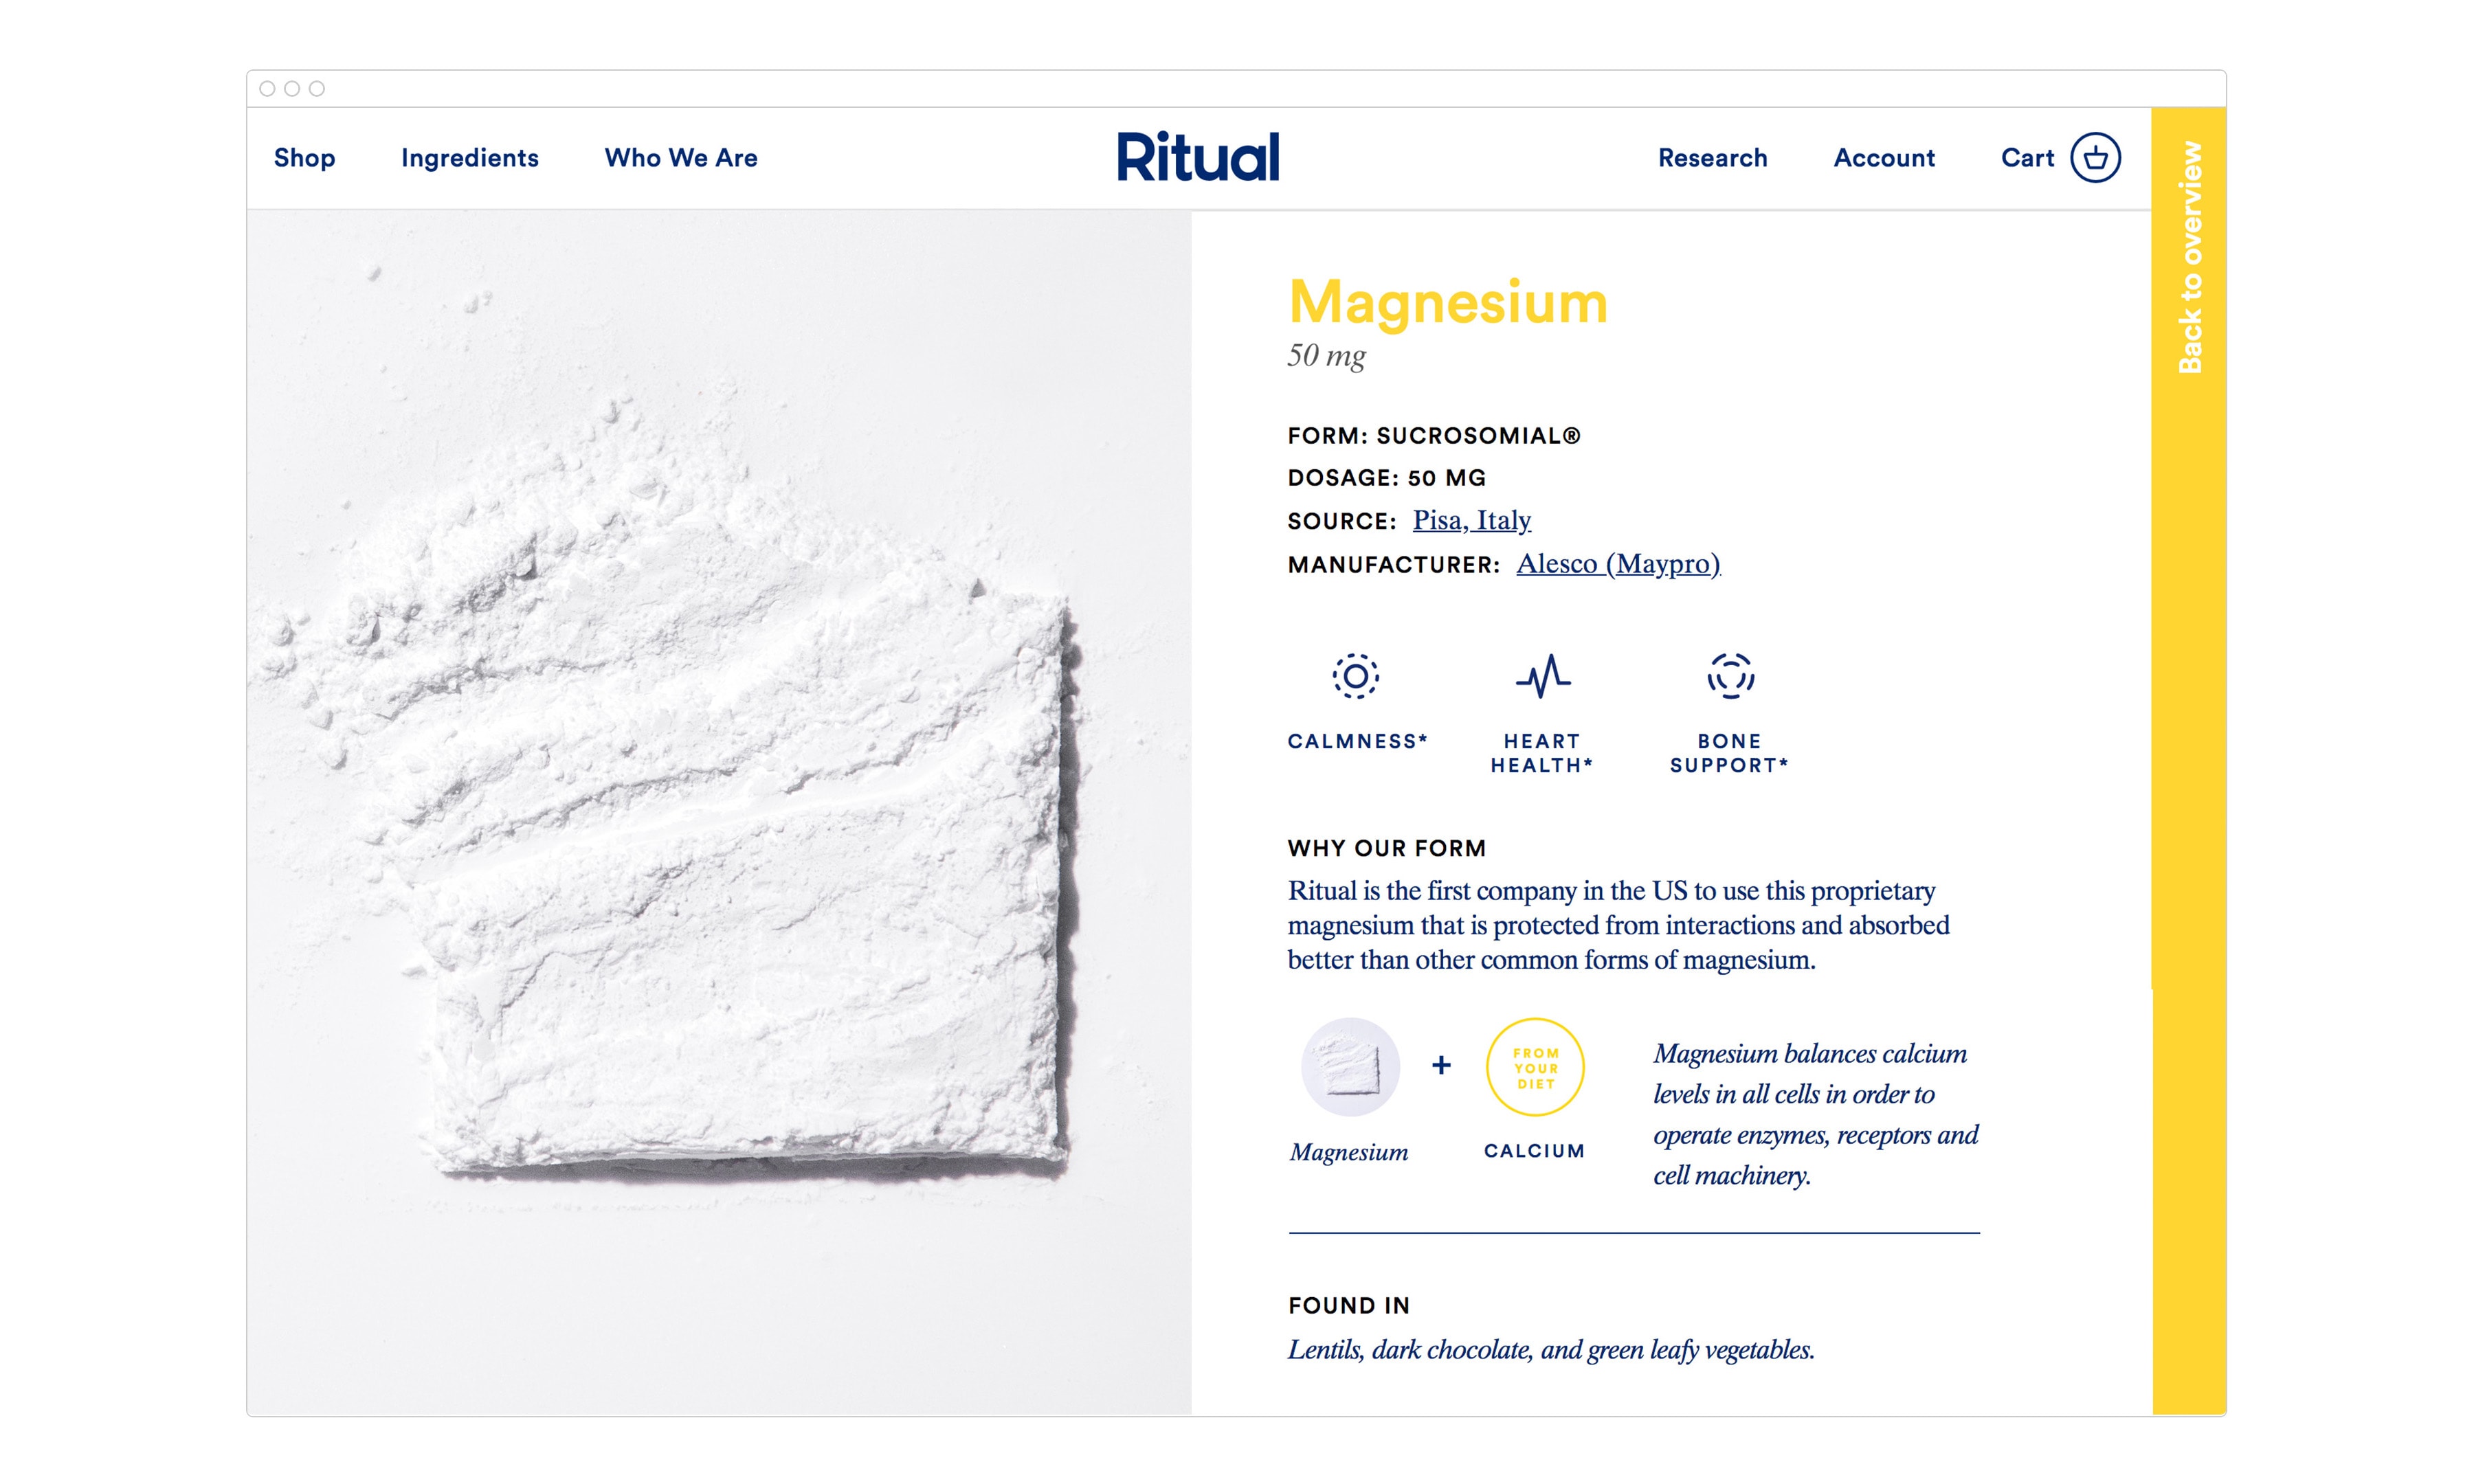 Shop Ingredients Who We Are Ritual Research Account Cart
Back to overview
Magnesium
50 mg
FORM: SUCROSOMIAL®
DOSAGE: 50 MG
SOURCE: Pisa, Italy
MANUFACTURER: Alesco (Maypro)
CALMNESS*
HEART
HEALTH*
BONE
SUPPORT*
WHY OUR FORM
Ritual is the first company in the US to use this proprietary
magnesium that is protected from interactions and absorbed
better than other common forms of magnesium.
Magnesium
+
FROM
YOUR
DIET
CALCIUM
Magnesium balances calcium
levels in all cells in order to
operate enzymes, receptors and
cell machinery.
FOUND IN
Lentils, dark chocolate, and green leafy vegetables.